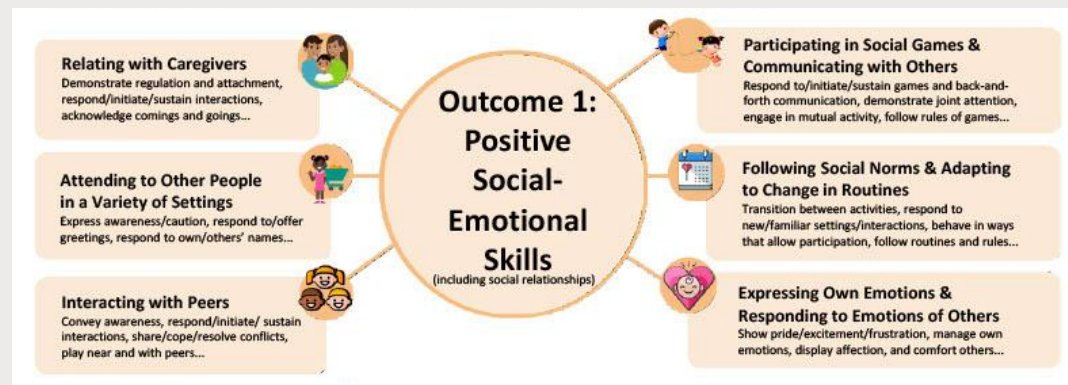 Relating with Caregivers
Demonstrate regulation and attachment,
respond/initiate/sustain interactions,
acknowledge comings and goings...
Attending to Other People
in a Variety of Settings
Express awareness/caution, respond to/offer
greetings, respond to own/others' names...
Interacting with Peers
Convey awareness, respond/initiate/ sustain
interactions, share/cope/resolve conflicts,
play near and with peers...
Outcome 1:
Positive
Social-
Emotional
Skills
(including social relationships)
Participating in Social Games &
Communicating with Others
Respond to/initiate/sustain games and back-and-
forth communication, demonstrate joint attention,
engage in mutual activity, follow rules of games...
Following Social Norms & Adapting
to Change in Routines
Transition between activities, respond to
new/familiar settings/interactions, behave in ways
that allow participation, follow routines and rules...
Expressing Own Emotions &
Responding to Emotions of Others
Show pride/excitement/frustration, manage own
emotions, display affection, and comfort others...